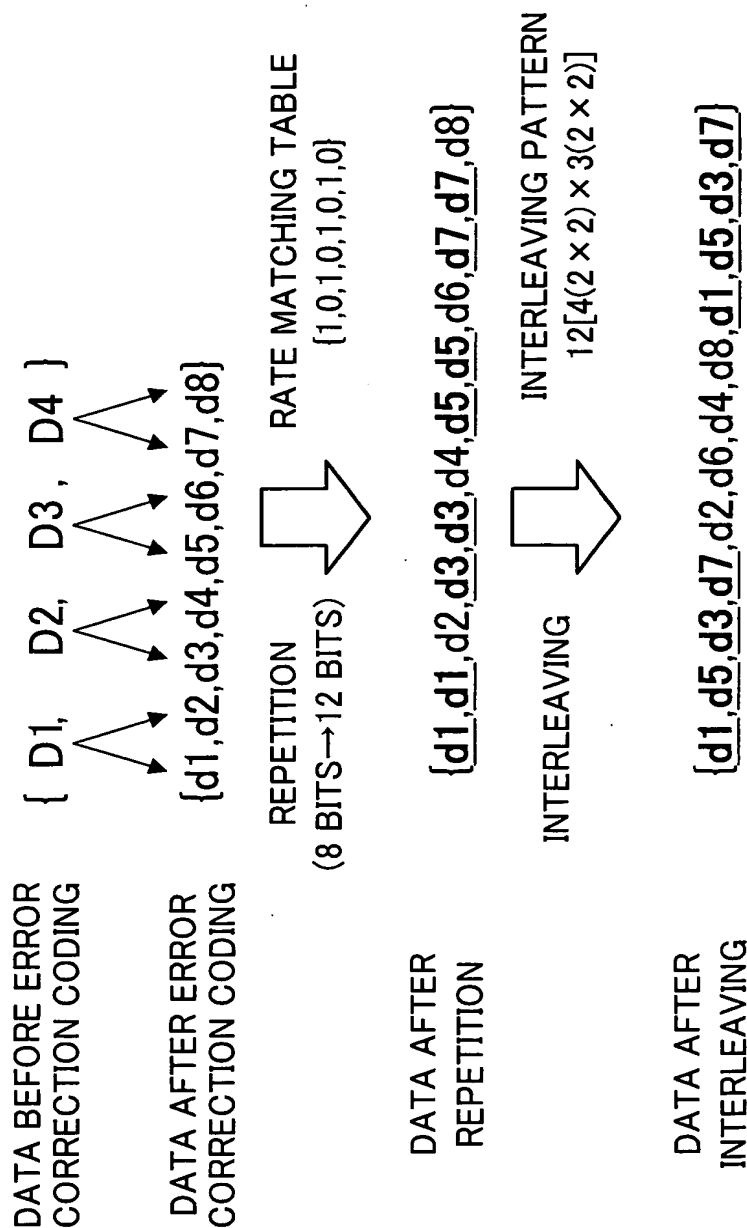 DATA BEFORE ERROR
CORRECTION CODING
{ D1, D2, D3, D4 }
DATA AFTER ERROR
CORRECTION CODING
{d1,d2,d3,d4,d5,d6,d7,d8}
REPETITION
(8 BITS→12 BITS)
RATE MATCHING TABLE
{1,0,1,0,1,0,1,0}
DATA AFTER
REPETITION
{d1,d1,d2,d3,d3,d4,d5,d5,d6,d7,d7,d8}
INTERLEAVING
INTERLEAVING PATTERN
12[4(2×2)×3(2×2)]
DATA AFTER
INTERLEAVING
{d1,d5,d3,d7,d2,d6,d4,d8,d1,d5,d3,d7}